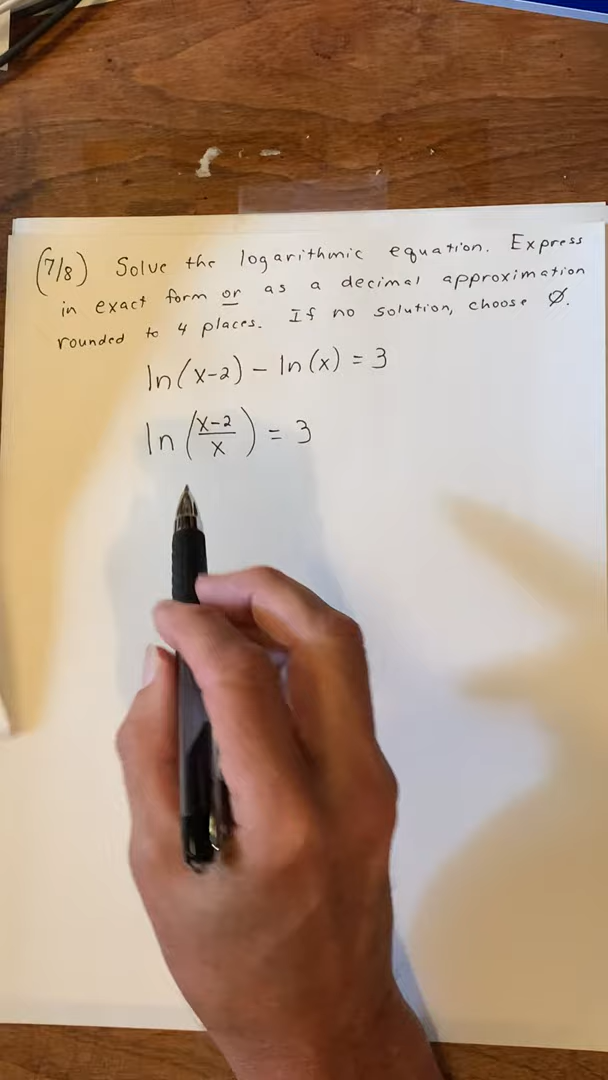 (7/8) Solve the logarithmic equation. Express
in exact form or as a decimal approximation
rounded to 4 places. If no solution, choose Ø.
ln(x-2) - ln(x) = 3
ln((x-2)/x) = 3